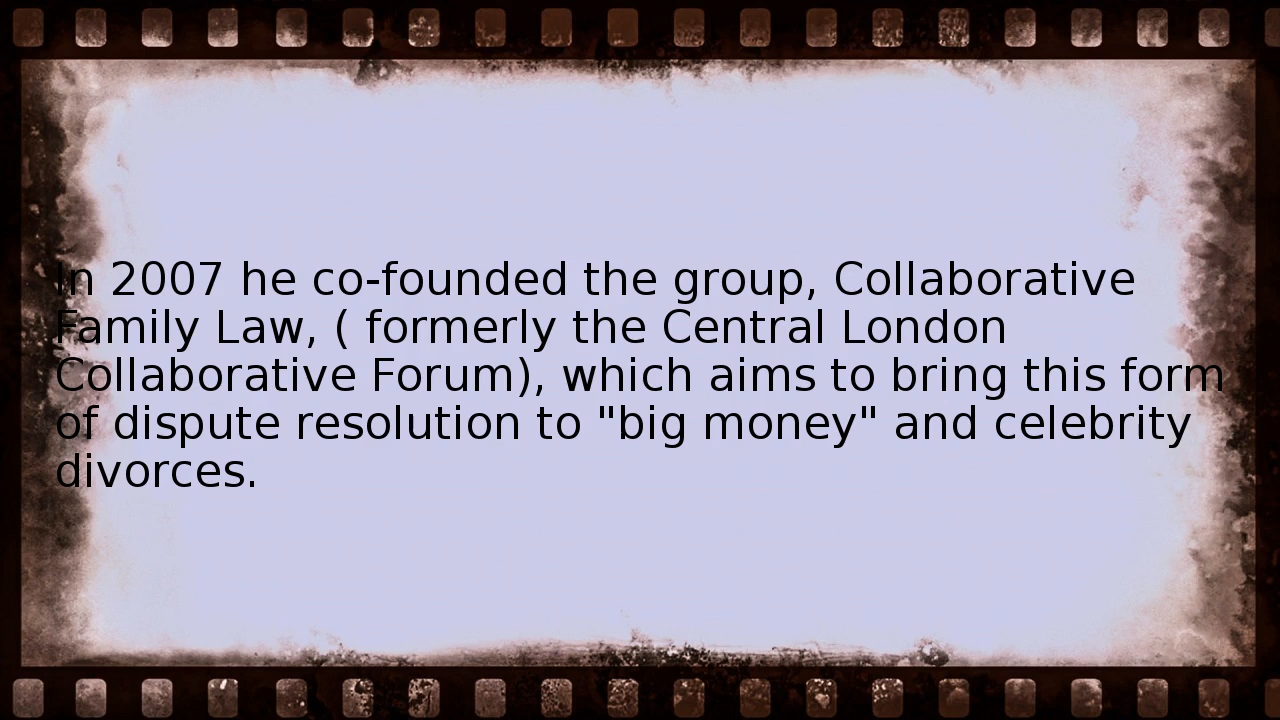 In 2007 he co-founded the group, Collaborative
Family Law, ( formerly the Central London
Collaborative Forum), which aims to bring this form
of dispute resolution to "big money" and celebrity
divorces.